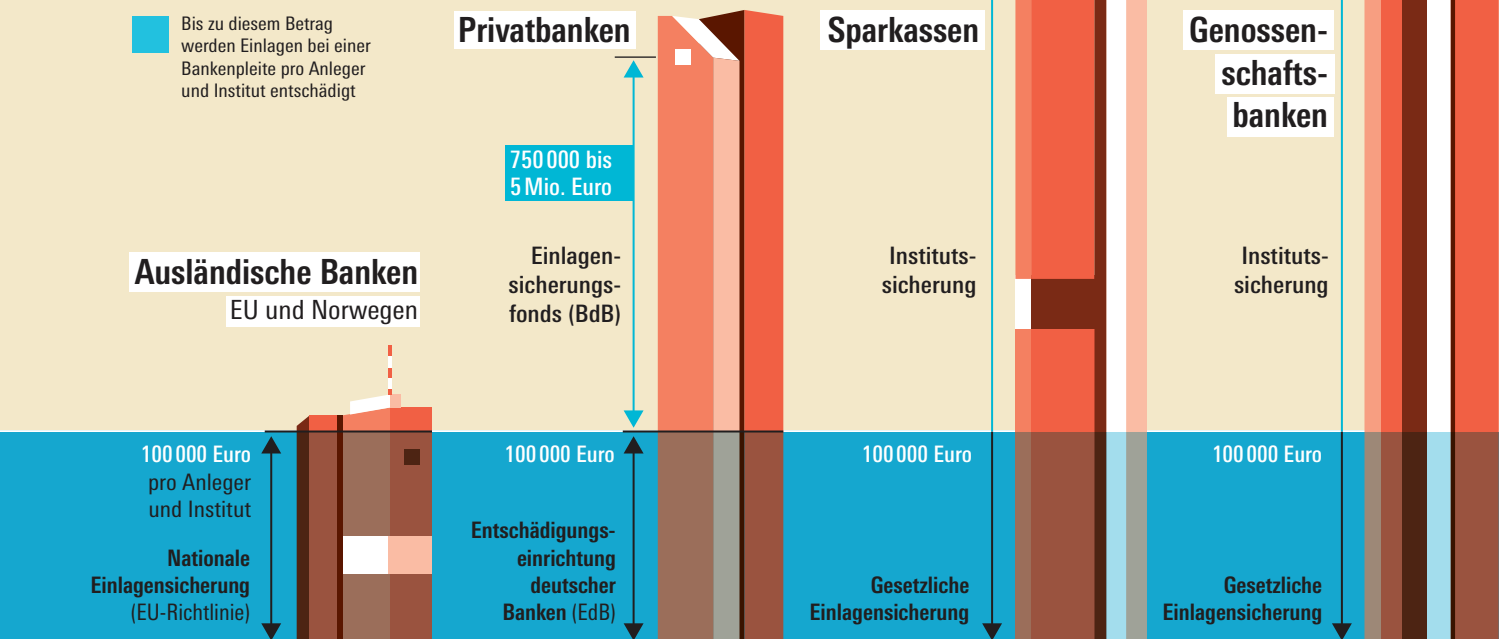 Bis zu diesem Betrag
werden Einlagen bei einer
Bankenpleite pro Anleger
und Institut entschädigt
Ausländische Banken
EU und Norwegen
100 000 Euro
pro Anleger
und Institut
Nationale
Einlagensicherung
(EU-Richtlinie)
Privatbanken
750 000 bis
5 Mio. Euro
Einlagen-
sicherungs-
fonds (BdB)
100 000 Euro
Entschädigungs-
einrichtung
deutscher
Banken (EdB)
Sparkassen
Instituts-
sicherung
100 000 Euro
Gesetzliche
Einlagensicherung
Genossen-
schafts-
banken
Instituts-
sicherung
100 000 Euro
Gesetzliche
Einlagensicherung